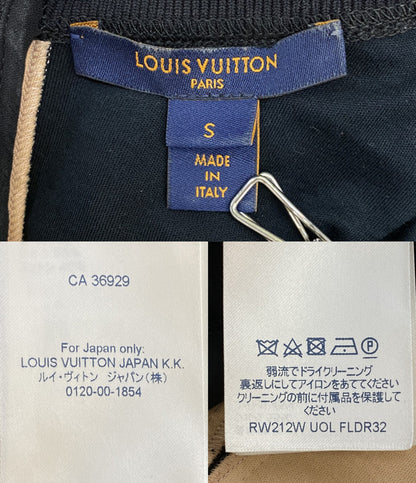 LOUIS VUITTON
PARIS
S
MADE
IN
ITALY
CA 36929
For Japan only:
LOUIS VUITTON JAPAN K.K.
ルイ・ヴィトン ジャパン(株)
0120-00-1854
P
弱流でドライクリーニング
裏返しにしてアイロンをあててください
クリーニングの前に付属品を保護して
ください
RW212W UOL FLDR32